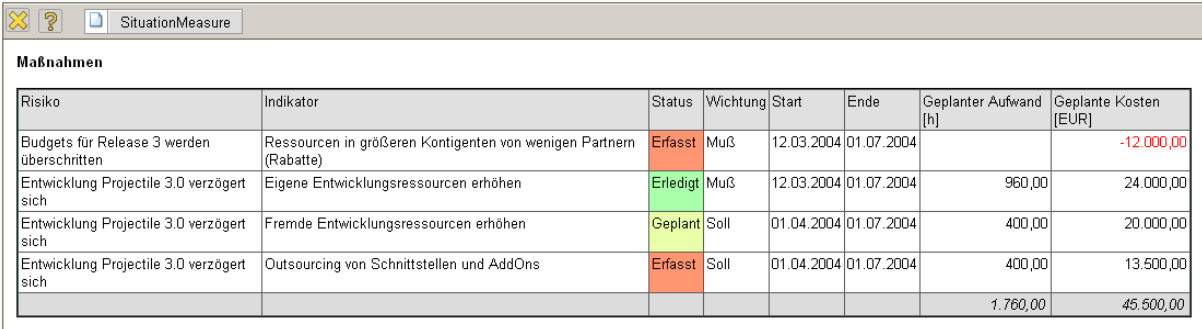 SituationMeasure
Maßnahmen
Risiko Indikator Status Wichtung Start Ende Geplanter Aufwand [h] Geplante Kosten [EUR]
Budgets für Release 3 werden überschritten Ressourcen in größeren Kontigenten von wenigen Partnern (Rabatte) Erfasst Muß 12.03.2004 01.07.2004 -12.000,00
Entwicklung Projectile 3.0 verzögert sich Eigene Entwicklungsressourcen erhöhen Erledigt Muß 12.03.2004 01.07.2004 960,00 24.000,00
Entwicklung Projectile 3.0 verzögert sich Fremde Entwicklungsressourcen erhöhen Geplant Soll 01.04.2004 01.07.2004 400,00 20.000,00
Entwicklung Projectile 3.0 verzögert sich Outsourcing von Schnittstellen und AddOns Erfasst Soll 01.04.2004 01.07.2004 400,00 13.500,00
1.760,00 45.500,00